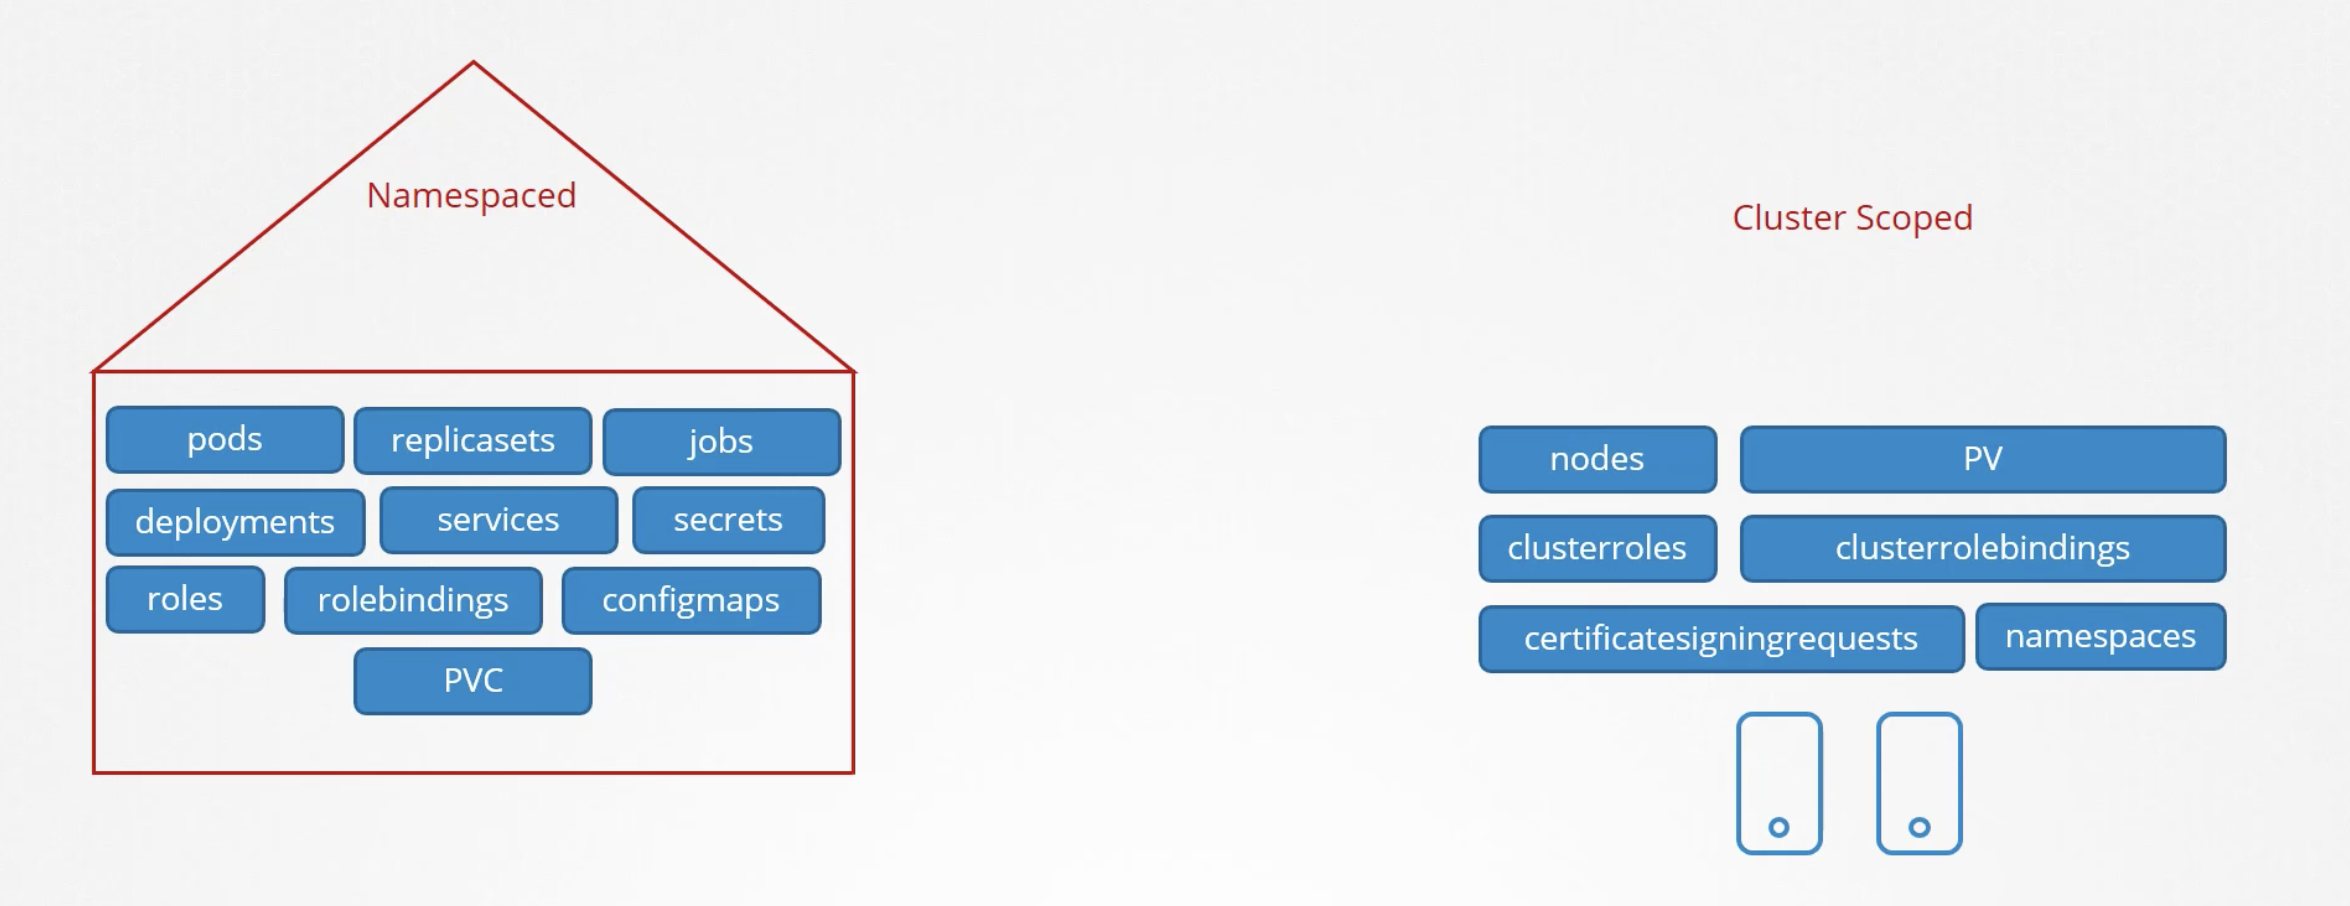 Namespaced
pods replicasets jobs
deployments services secrets
roles rolebindings configmaps
PVC
Cluster Scoped
nodes PV
clusterroles clusterrolebindings
certificatesigningrequests namespaces